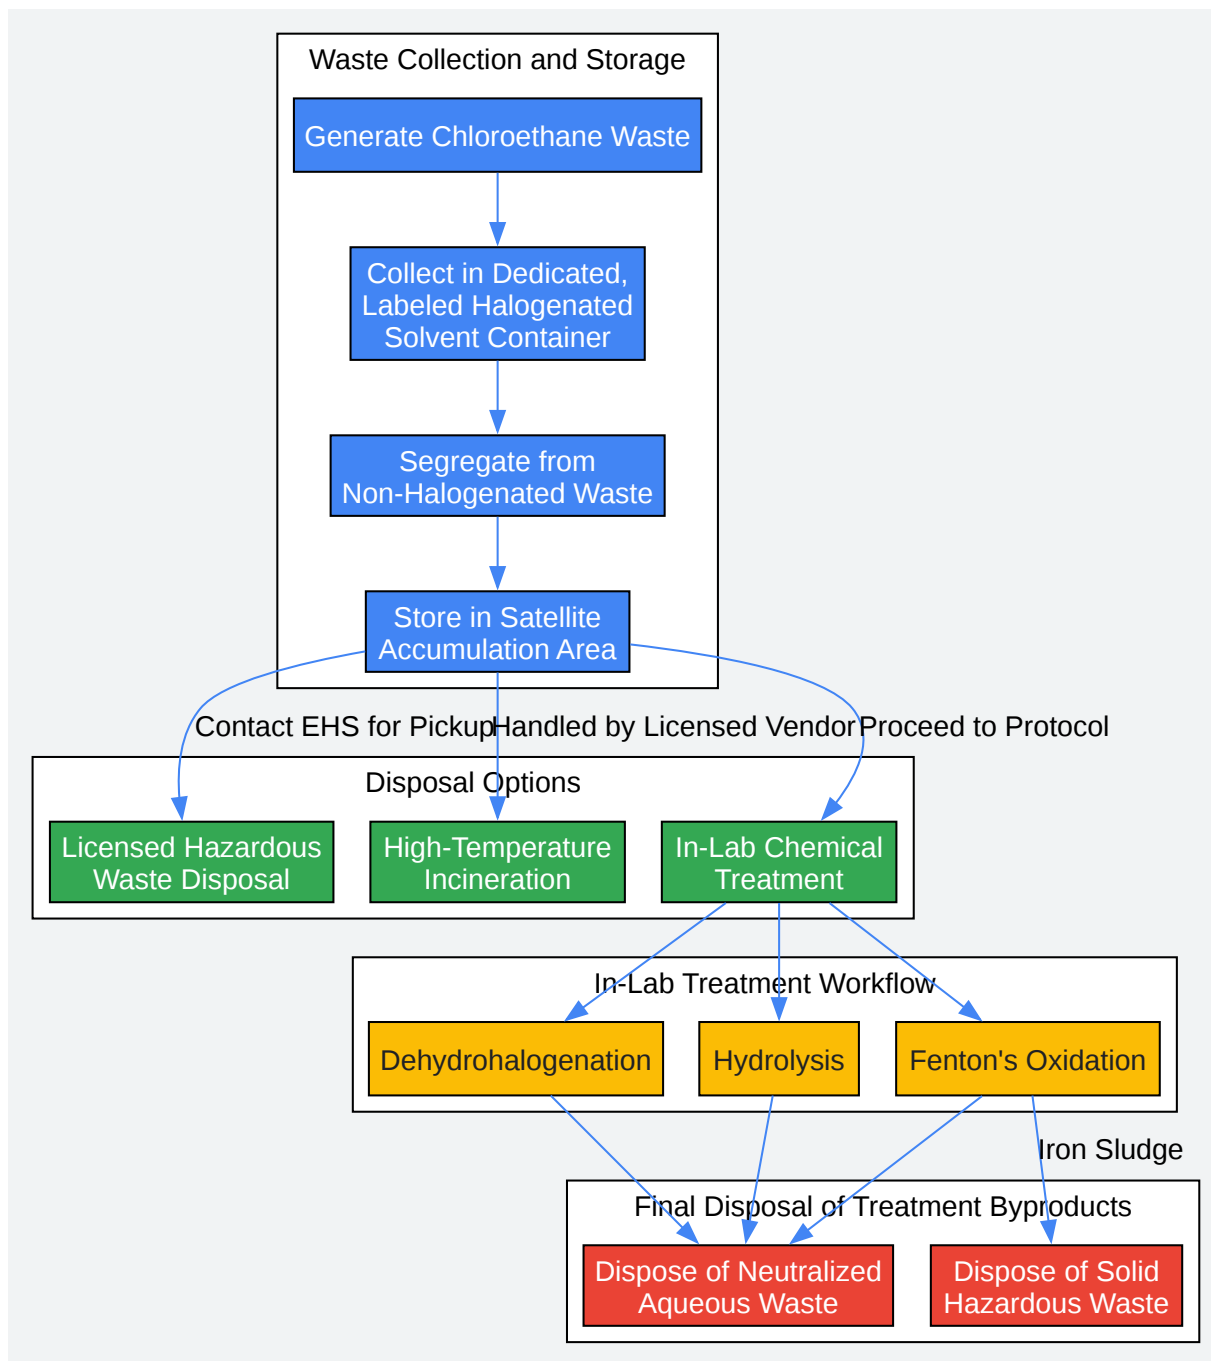 Waste Collection and Storage
Generate Chloroethane Waste
Collect in Dedicated,
Labeled Halogenated
Solvent Container
Segregate from
Non-Halogenated Waste
Store in Satellite
Accumulation Area
Contact EHS for Pickup
Handled by Licensed Vendor
Proceed to Protocol
Disposal Options
Licensed Hazardous
Waste Disposal
High-Temperature
Incineration
In-Lab Chemical
Treatment
In-Lab Treatment Workflow
Dehydrohalogenation
Hydrolysis
Fenton's Oxidation
Iron Sludge
Final Disposal of Treatment Byproducts
Dispose of Neutralized
Aqueous Waste
Dispose of Solid
Hazardous Waste